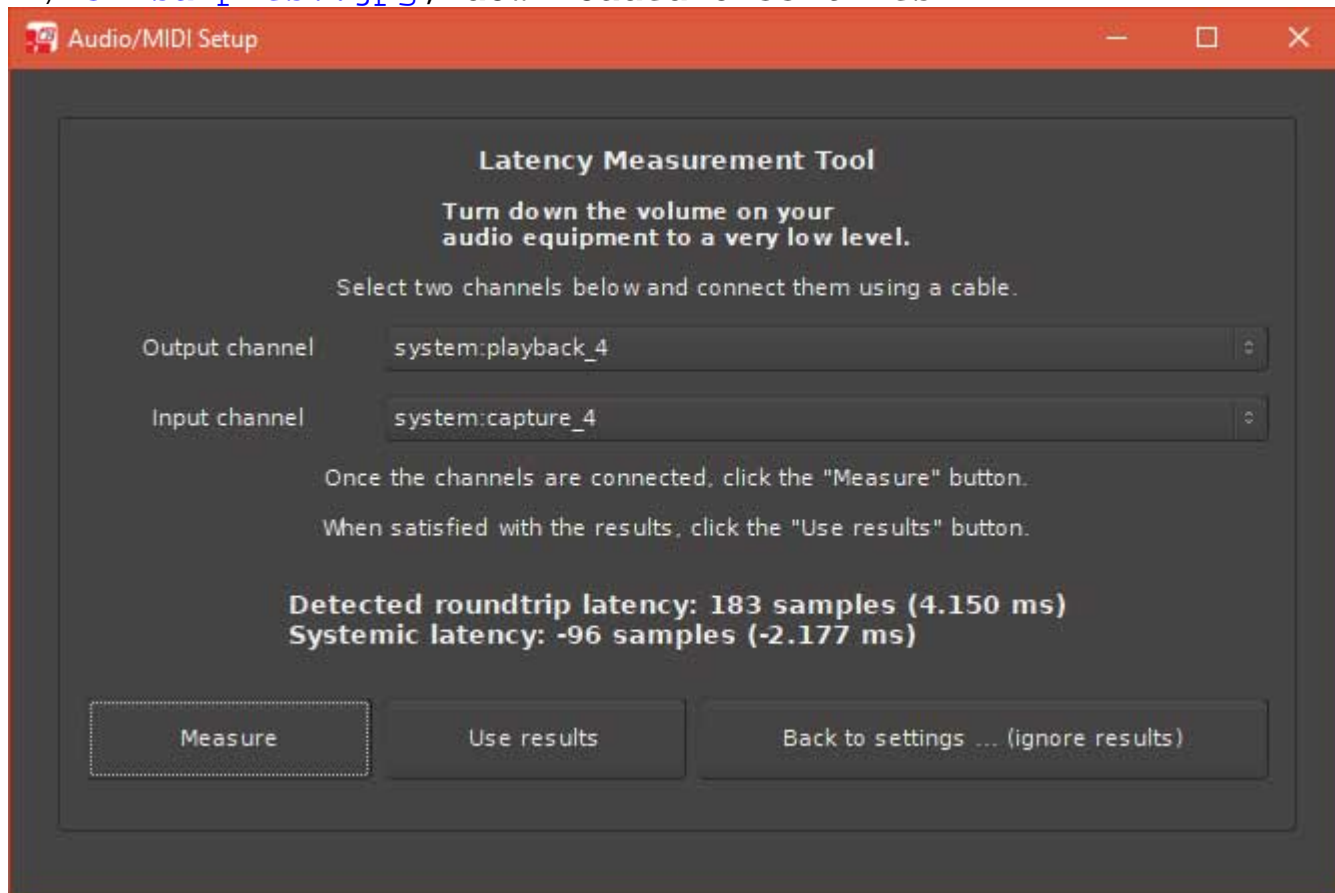 Audio/MIDI Setup
Latency Measurement Tool
Turn down the volume on your
audio equipment to a very low level.
Select two channels below and connect them using a cable.
Output channel system:playback_4
Input channel system:capture_4
Once the channels are connected, click the "Measure" button.
When satisfied with the results, click the "Use results" button.
Detected roundtrip latency: 183 samples (4.150 ms)
Systemic latency: -96 samples (-2.177 ms)
Measure Use results Back to settings ... (ignore results)